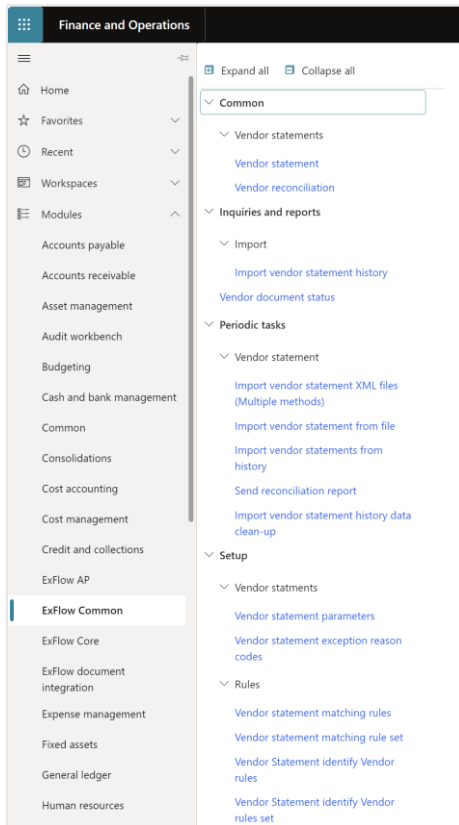 Finance and Operations
Home
Favorites
Recent
Workspaces
Modules
Accounts payable
Accounts receivable
Asset management
Audit workbench
Budgeting
Cash and bank management
Common
Consolidations
Cost accounting
Cost management
Credit and collections
ExFlow AP
ExFlow Common
ExFlow Core
ExFlow document
integration
Expense management
Fixed assets
General ledger
Human resources
Expand all Collapse all
Common
Vendor statements
Vendor statement
Vendor reconciliation
Inquiries and reports
Import
Import vendor statement history
Vendor document status
Periodic tasks
Vendor statement
Import vendor statement XML files
(Multiple methods)
Import vendor statement from file
Import vendor statements from
history
Send reconciliation report
Import vendor statement history data
clean-up
Setup
Vendor statments
Vendor statement parameters
Vendor statement exception reason
codes
Rules
Vendor statement matching rules
Vendor statement matching rule set
Vendor Statement identify Vendor
rules
Vendor Statement identify Vendor
rules set